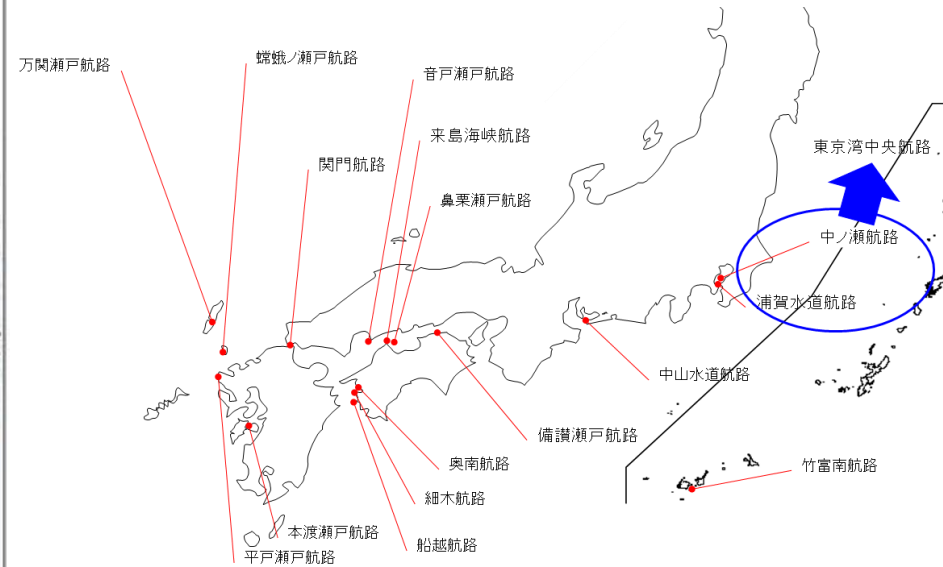 万関瀬戸航路
蟐蛾ノ瀬戸航路
音戸瀬戸航路
来島海峡航路
関門航路
鼻栗瀬戸航路
東京湾中央航路
中ノ瀬航路
浦賀水道航路
中山水道航路
備讃瀬戸航路
奥南航路
竹富南航路
細木航路
本渡瀬戸航路
船越航路
平戸瀬戸航路